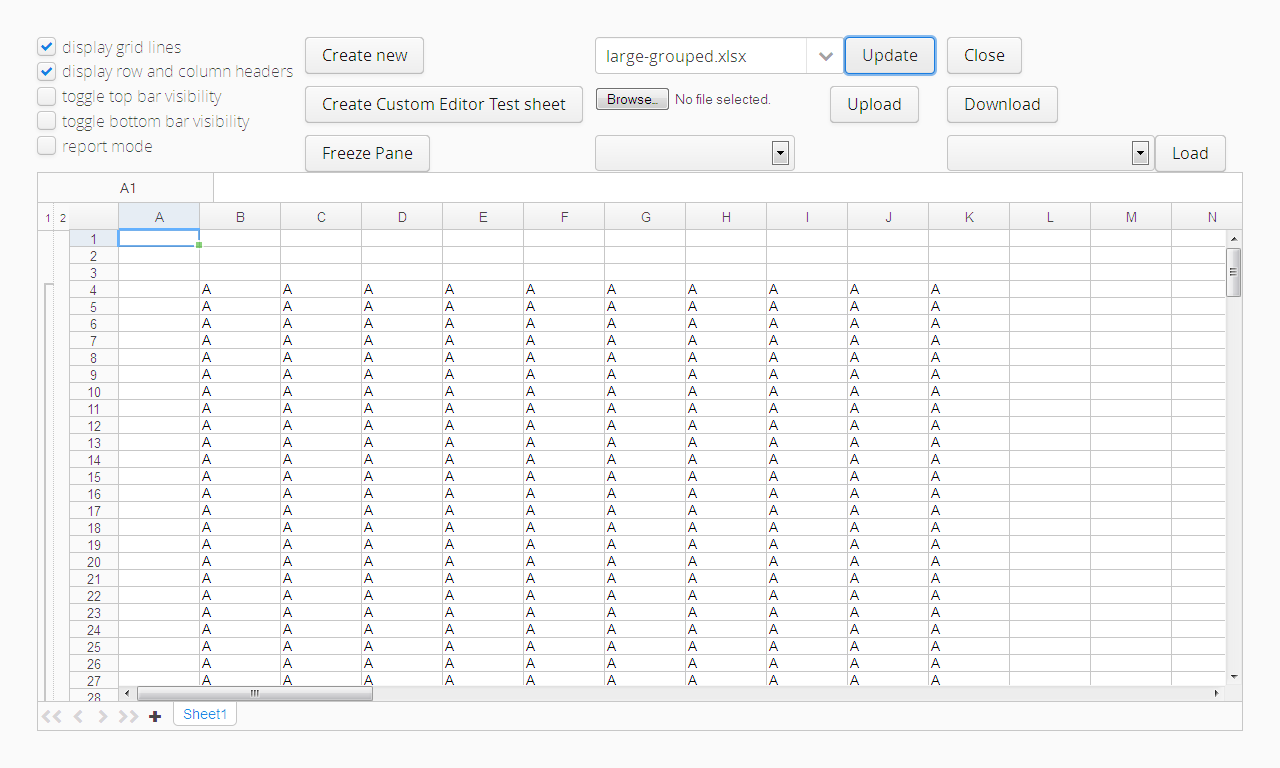 display grid lines Create new large-grouped.xlsx Update Close
display row and column headers
toggle top bar visibility Create Custom Editor Test sheet Browse... No file selected. Upload Download
toggle bottom bar visibility
report mode Freeze Pane Load
A1
1 2 A B C D E F G H I J K L M N
1
2
3
4 A A A A A A A A A A
5 A A A A A A A A A A
6 A A A A A A A A A A
7 A A A A A A A A A A
8 A A A A A A A A A A
9 A A A A A A A A A A
10 A A A A A A A A A A
11 A A A A A A A A A A
12 A A A A A A A A A A
13 A A A A A A A A A A
14 A A A A A A A A A A
15 A A A A A A A A A A
16 A A A A A A A A A A
17 A A A A A A A A A A
18 A A A A A A A A A A
19 A A A A A A A A A A
20 A A A A A A A A A A
21 A A A A A A A A A A
22 A A A A A A A A A A
23 A A A A A A A A A A
24 A A A A A A A A A A
25 A A A A A A A A A A
26 A A A A A A A A A A
27 A A A A A A A A A A
28
Sheet1